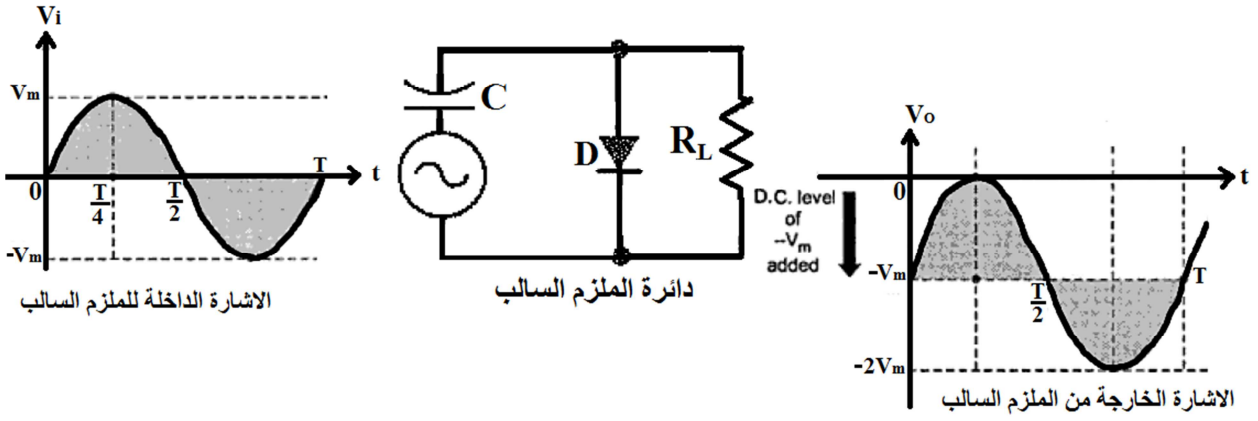 Vi
Vm
0
T/4
T/2
T
t
-Vm
الاشارة الداخلة للملزم السالب
C
D
RL
دائرة الملزم السالب
Vo
0
t
D.C. level
of
--Vm
added
-Vm
T/2
T
-2Vm
الاشارة الخارجة من الملزم السالب